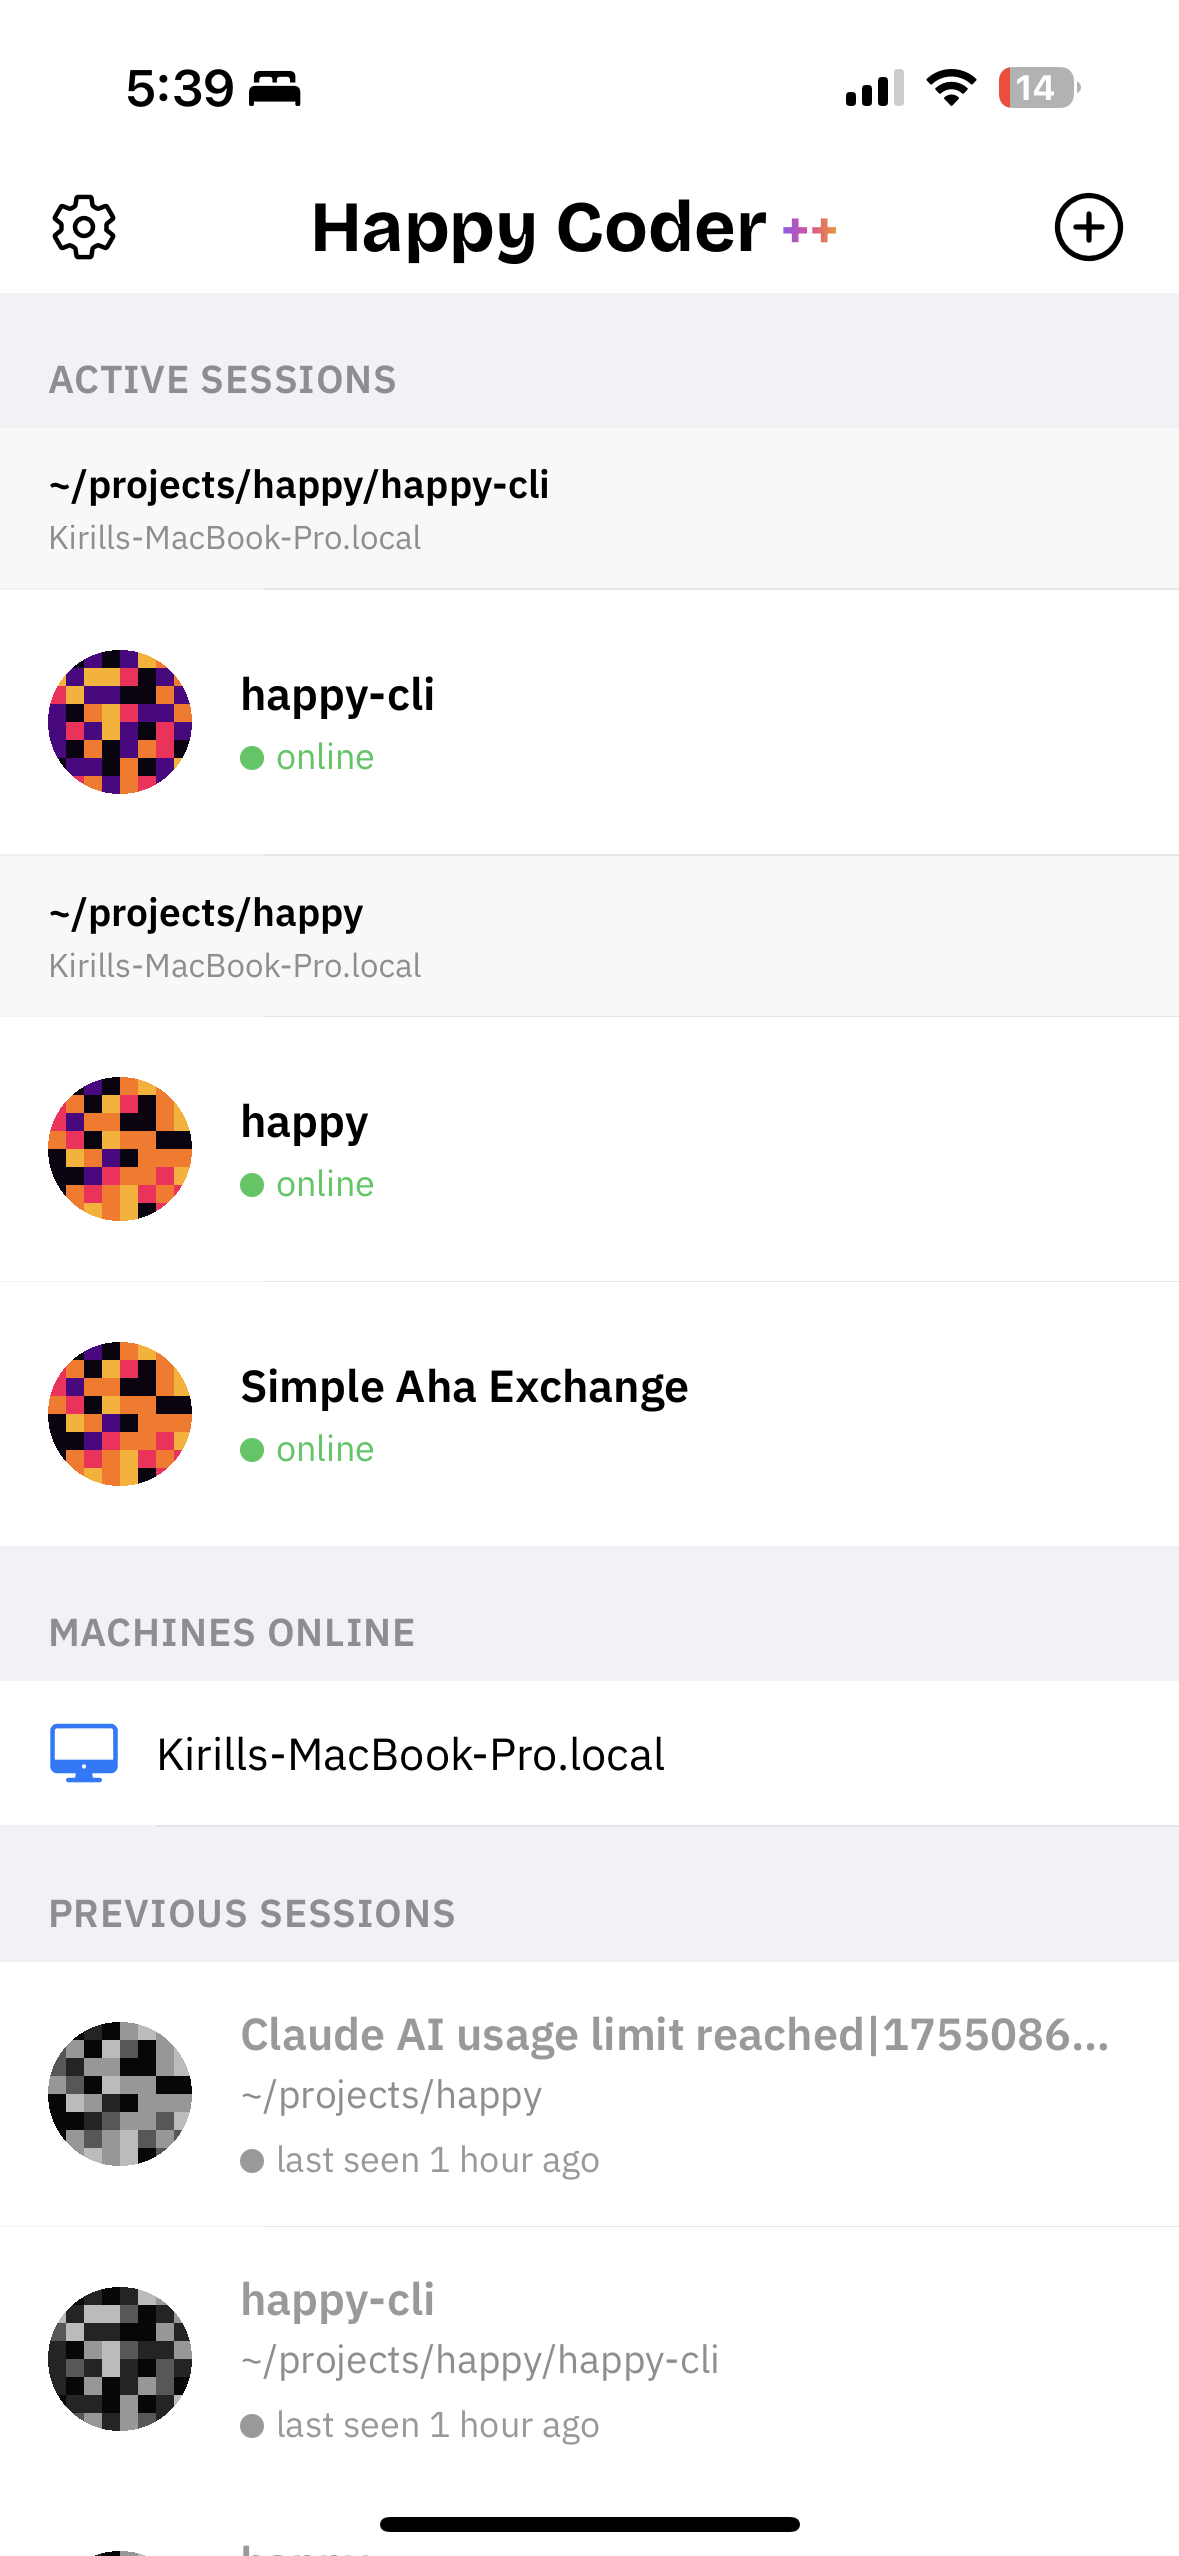 5:39
14
Happy Coder ++
ACTIVE SESSIONS
~/projects/happy/happy-cli
Kirills-MacBook-Pro.local
happy-cli
online
~/projects/happy
Kirills-MacBook-Pro.local
happy
online
Simple Aha Exchange
online
MACHINES ONLINE
Kirills-MacBook-Pro.local
PREVIOUS SESSIONS
Claude AI usage limit reached|1755086...
~/projects/happy
last seen 1 hour ago
happy-cli
~/projects/happy/happy-cli
last seen 1 hour ago